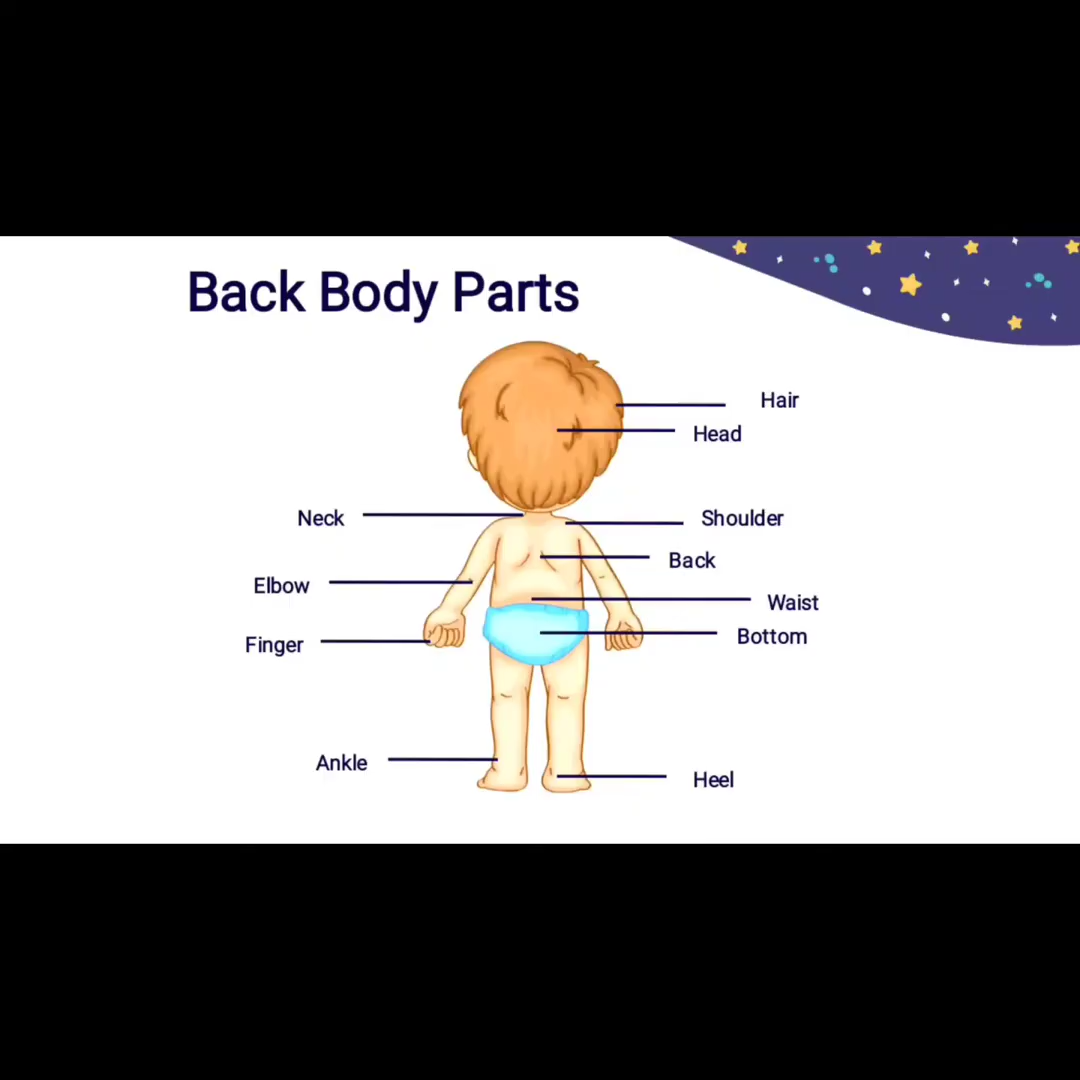 Back Body Parts
Hair
Head
Neck
Shoulder
Back
Elbow
Waist
Bottom
Finger
Ankle
Heel